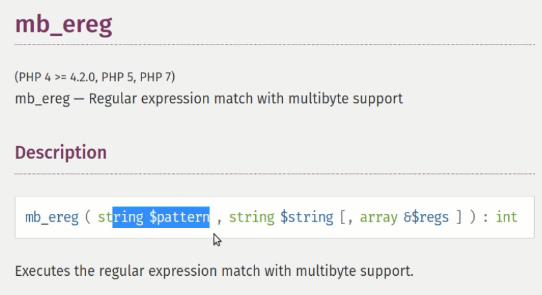 mb_ereg
(PHP 4 >= 4.2.0, PHP 5, PHP 7)
mb_ereg — Regular expression match with multibyte support
Description
mb_ereg ( string $pattern , string $string [, array &$regs ] ) : int
Executes the regular expression match with multibyte support.